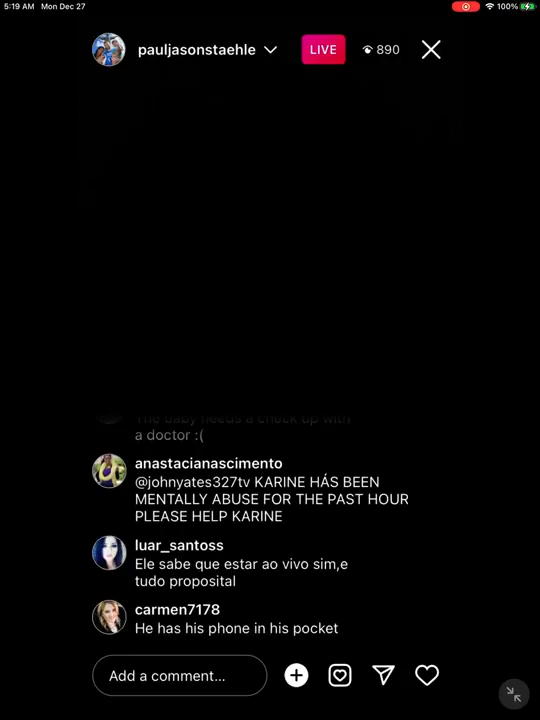 5:19 AM Mon Dec 27
100%
pauljasonstaehle
LIVE
890
The baby needs a check up with
a doctor :(
anastacianascimento
@johnyates327tv KARINE HÁS BEEN
MENTALLY ABUSE FOR THE PAST HOUR
PLEASE HELP KARINE
luar_santoss
Ele sabe que estar ao vivo sim,e
tudo proposital
carmen7178
He has his phone in his pocket
Add a comment...